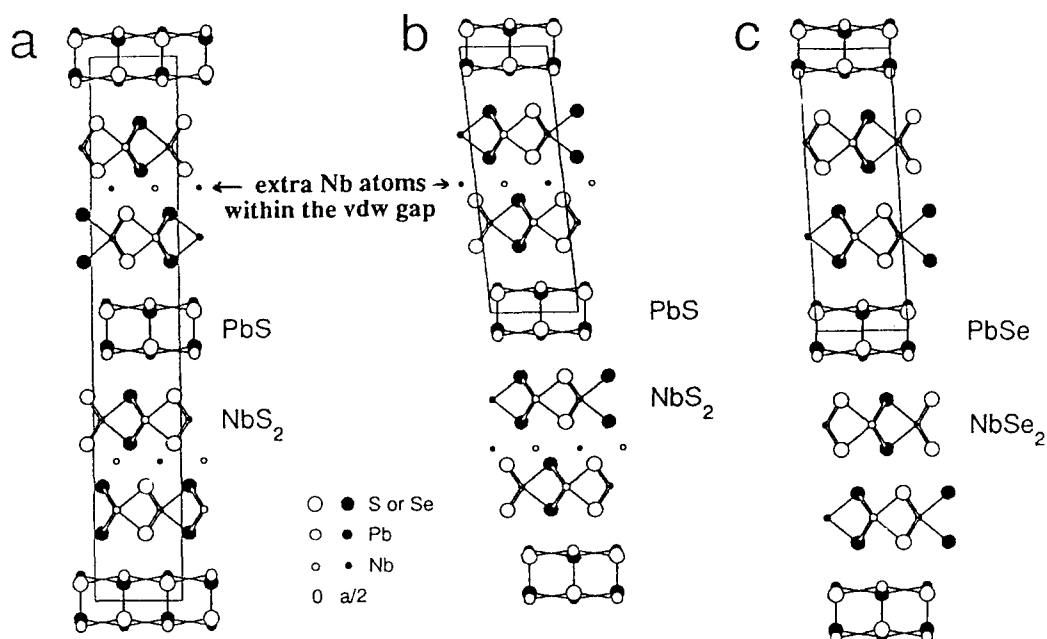 a b c
← extra Nb atoms →
within the vdw gap
PbS PbS PbSe
NbS₂ NbS₂ NbSe₂
S or Se
Pb
Nb
0 a/2